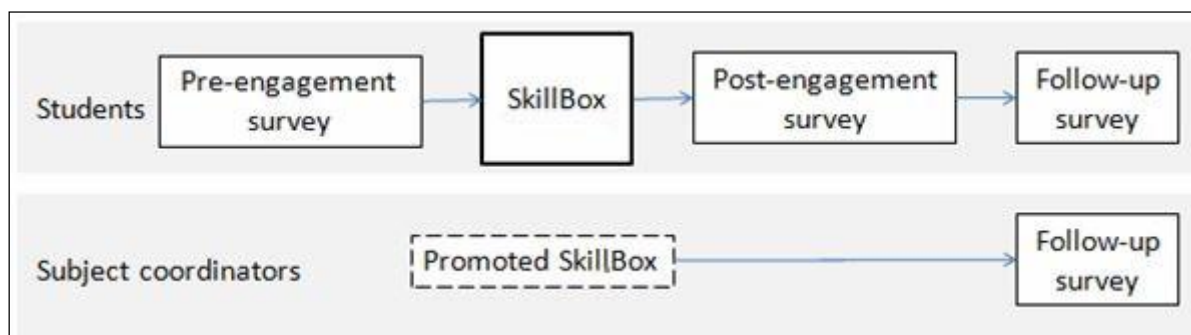 Students
Pre-engagement
survey
SkillBox
Post-engagement
survey
Follow-up
survey
Subject coordinators
Promoted SkillBox
Follow-up
survey